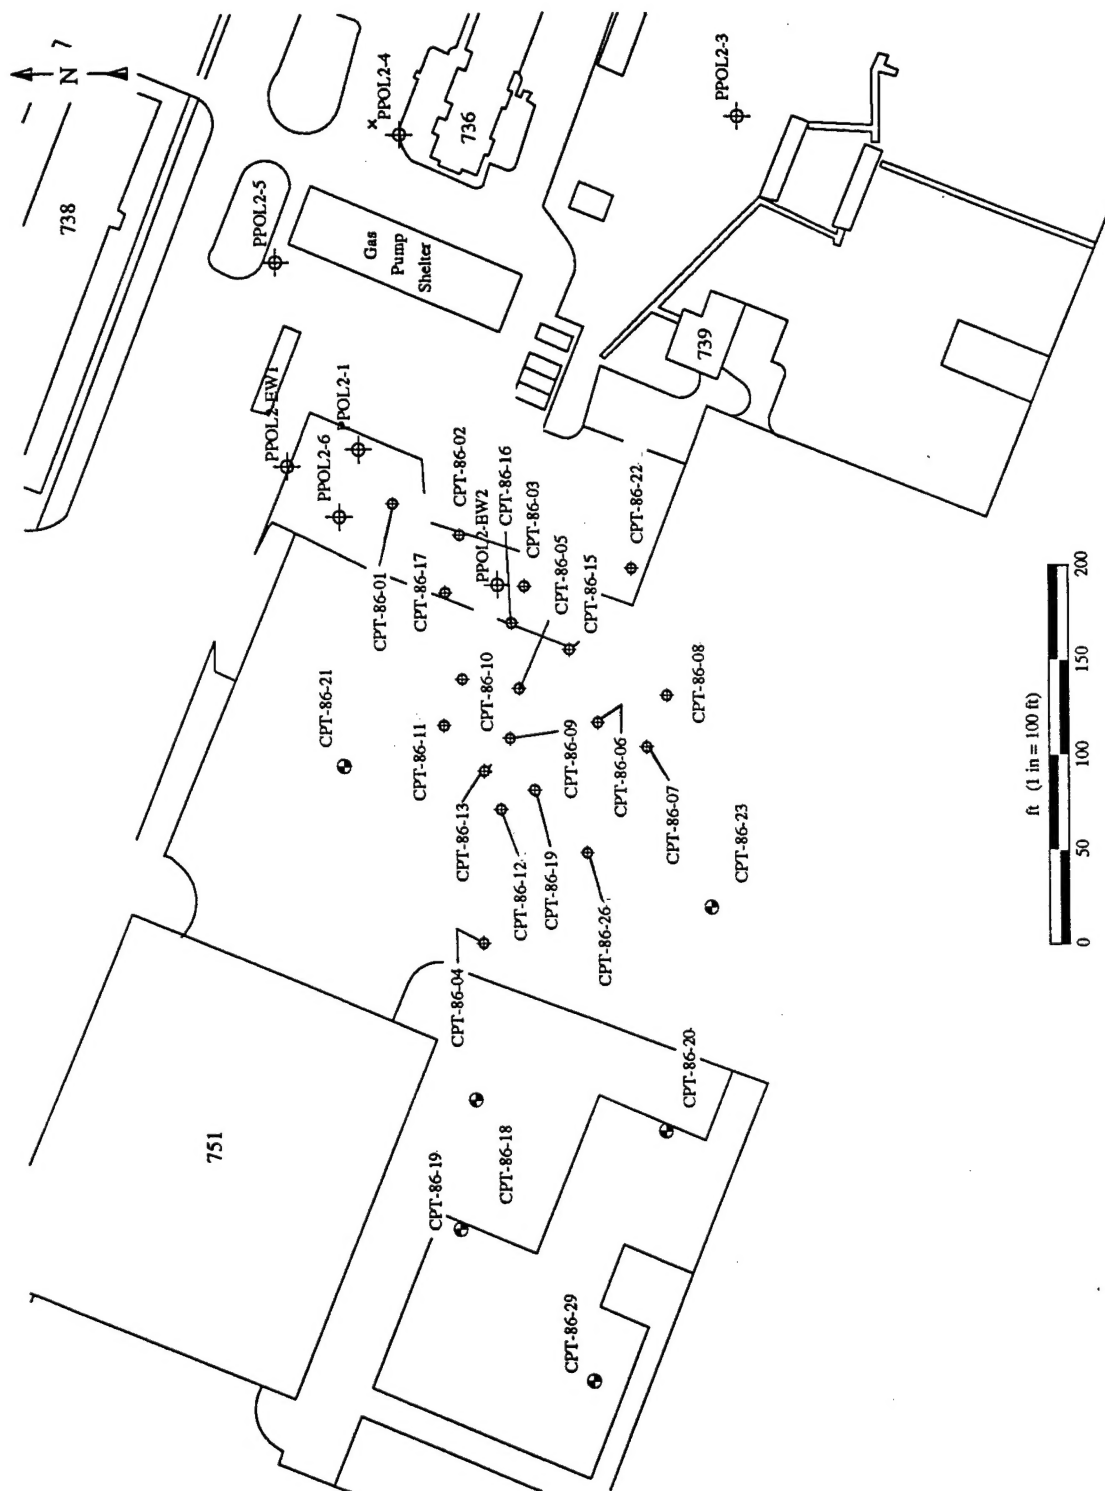 N
7
738
PPOL2-4
736
PPOL2-3
PPOL2-5
Gas
Pump
Shelter
739
PPOL2-EW1
PPOL2-1
PPOL2-6
CPT-86-02
CPT-86-16
CPT-86-03
PPOL2-EW2
CPT-86-22
CPT-86-01
CPT-86-17
CPT-86-05
CPT-86-15
CPT-86-21
CPT-86-10
CPT-86-11
CPT-86-08
CPT-86-09
CPT-86-06
CPT-86-13
CPT-86-07
CPT-86-12
CPT-86-19
CPT-86-23
CPT-86-26
CPT-86-04
751
CPT-86-20
CPT-86-18
CPT-86-19
CPT-86-29
ft (1 in = 100 ft)
0 50 100 150 200